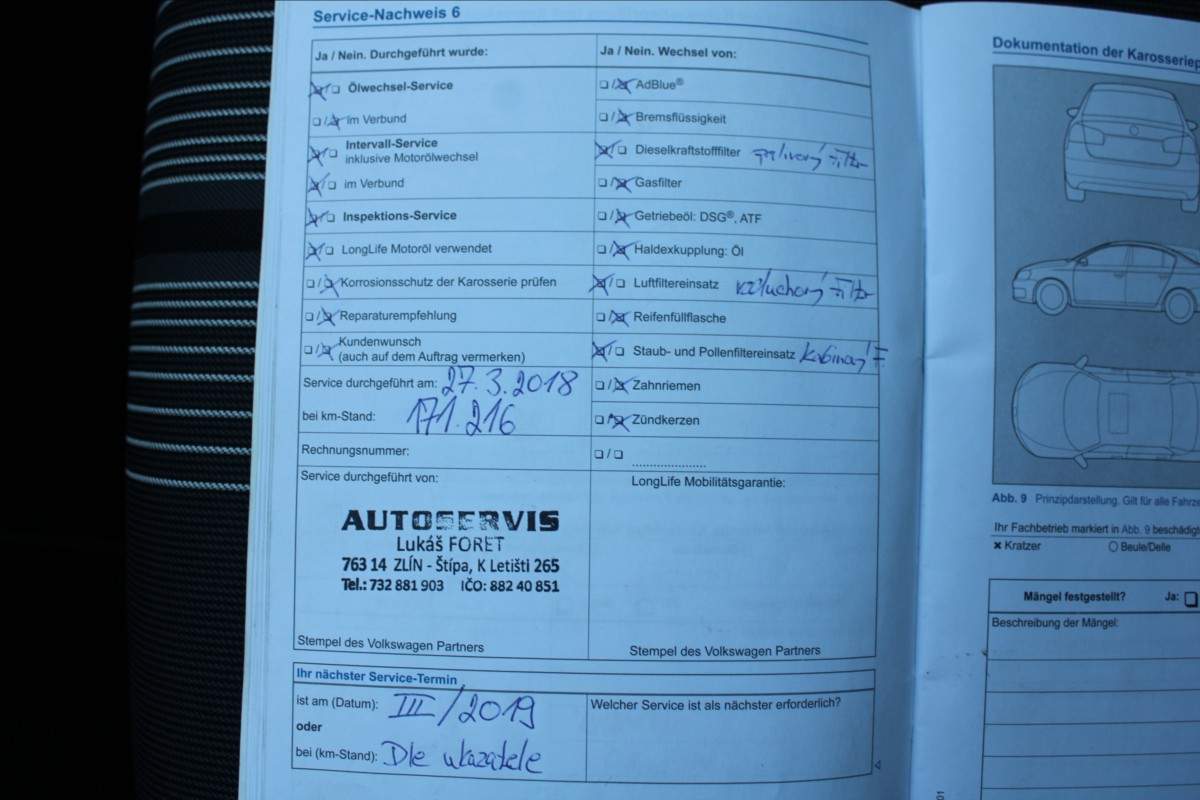 Service-Nachweis 6
Ja / Nein. Durchgeführt wurde:
Ölwechsel-Service
im Verbund
Intervall-Service
inklusive Motorölwechsel
im Verbund
Inspektions-Service
LongLife Motoröl verwendet
Korrosionsschutz der Karosserie prüfen
Reparaturempfehlung
Kundenwunsch
(auch auf dem Auftrag vermerken)
Service durchgeführt am: 27.3.2018
bei km-Stand: 171.216
Rechnungsnummer:
Service durchgeführt von:
AUTOSERVIS
Lukáš FORET
763 14 ZLÍN - Štípa, K Letišti 265
Tel.: 732 881 903 IČO: 882 40 851
Stempel des Volkswagen Partners
Ja / Nein. Wechsel von:
AdBlue®
Bremsflüssigkeit
Dieselkraftstofffilter palivový filtr
Gasfilter
Getriebeöl: DSG®, ATF
Haldexkupplung: Öl
Luftfiltereinsatz vzduchový filtr
Reifenfüllflasche
Staub- und Pollenfiltereinsatz kabinový F.
Zahnriemen
Zündkerzen
LongLife Mobilitätsgarantie:
Stempel des Volkswagen Partners
Ihr nächster Service-Termin
ist am (Datum): III/2019
oder
bei (km-Stand): Dle ukazatele
Welcher Service ist als nächster erforderlich?
Dokumentation der Karosseriep
Abb. 9 Prinzipdarstellung. Gilt für alle Fahrze
Ihr Fachbetrieb markiert in Abb. 9 beschädigt
Kratzer Beule/Delle
Mängel festgestellt? Ja:
Beschreibung der Mängel:
01